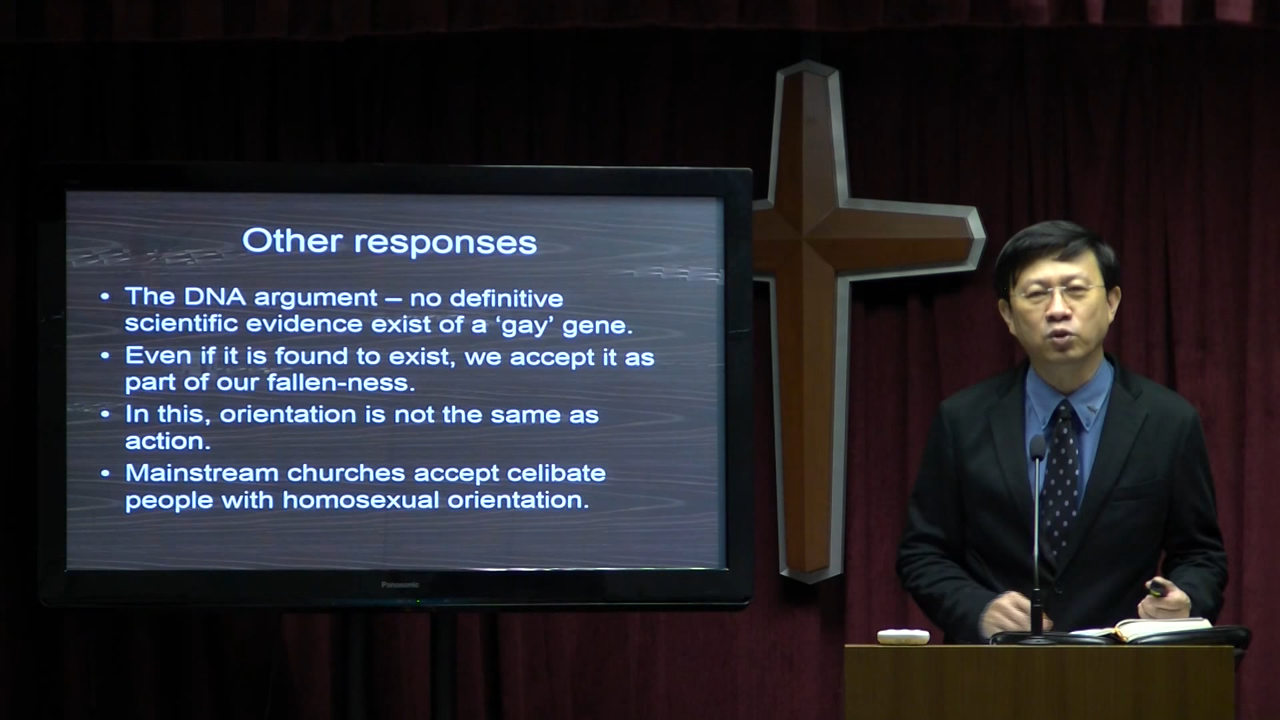 Other responses
• The DNA argument – no definitive
scientific evidence exist of a ‘gay’ gene.
• Even if it is found to exist, we accept it as
part of our fallen-ness.
• In this, orientation is not the same as
action.
• Mainstream churches accept celibate
people with homosexual orientation.
Panasonic